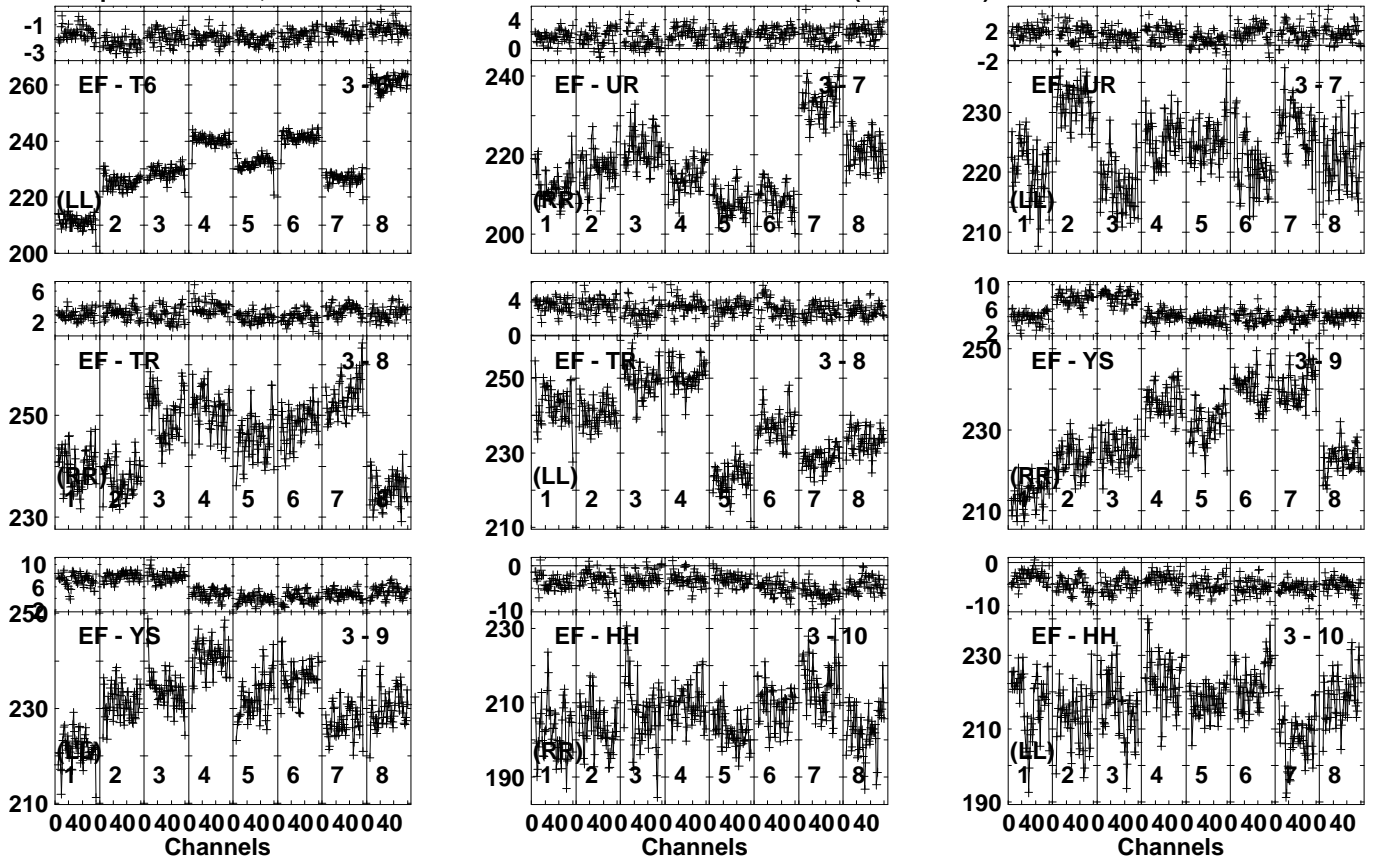 -1 -3
4 0
2 -2
EF - T6 3 - 
260 240 220 200
(LL) 1 2 3 4 5 6 7 8
EF - UR 3 - 7
240 220 200
(RR) 1 2 3 4 5 6 7 8
EF - UR 3 - 7
230 220 210
(LL) 1 2 3 4 5 6 7 8
6 2
4 0
10 6 2
EF - TR 3 - 8
250 230
(RR) 1 2 3 4 5 6 7 8
EF - TR 3 - 8
250 230 210
(LL) 1 2 3 4 5 6 7 8
EF - YS 3 - 9
250 230 210
(RR) 1 2 3 4 5 6 7 8
10 6 2
0 -10
0 -10
EF - YS 3 - 9
250 230 210
(LL) 1 2 3 4 5 6 7 8
EF - HH 3 - 10
230 210 190
(RR) 1 2 3 4 5 6 7 8
EF - HH 3 - 10
230 210 190
(LL) 1 2 3 4 5 6 7 8
0 40 0 40 0 40 0 40 0 40 0 40 0 40 0 40
0 40 0 40 0 40 0 40 0 40 0 40 0 40 0 40
0 40 0 40 0 40 0 40 0 40 0 40 0 40 0 40
Channels Channels Channels